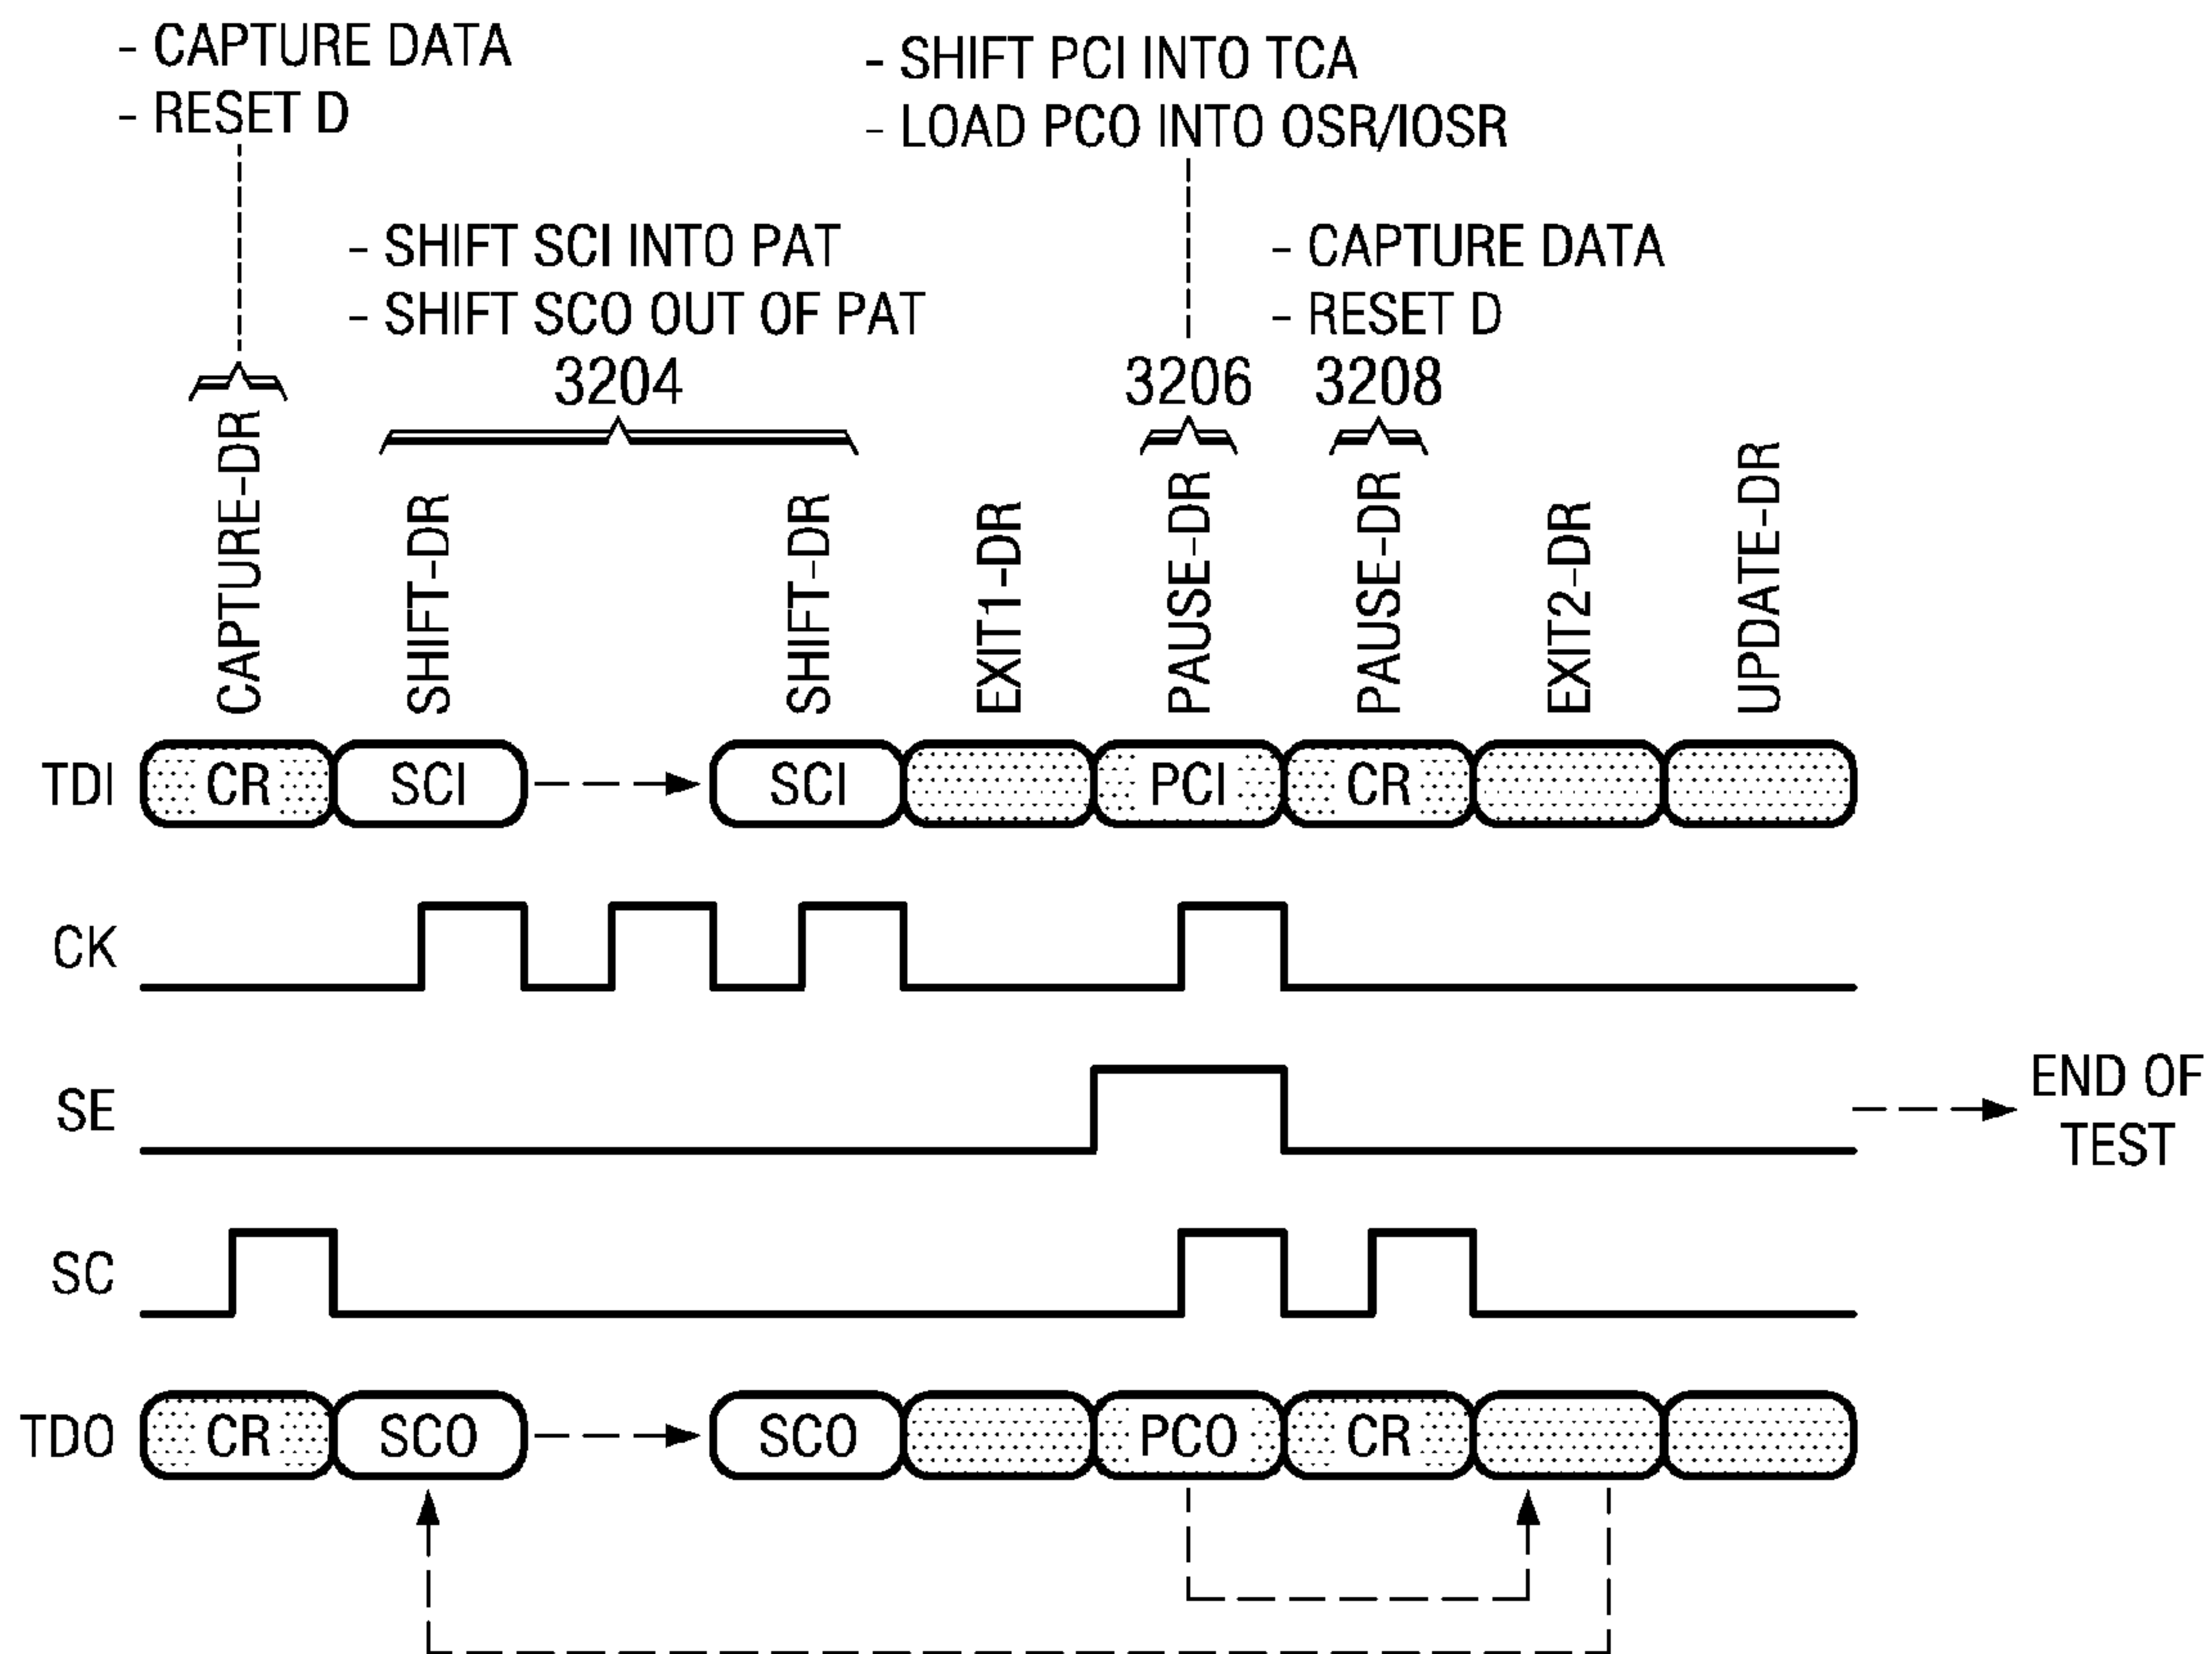 - CAPTURE DATA
- RESET D
- SHIFT PCI INTO TCA
- LOAD PCO INTO OSR/IOSR
- SHIFT SCI INTO PAT
- SHIFT SCO OUT OF PAT
- CAPTURE DATA
- RESET D
3204
3206
3208
CAPTURE-DR
SHIFT-DR
SHIFT-DR
EXIT1-DR
PAUSE-DR
PAUSE-DR
EXIT2-DR
UPDATE-DR
TDI CR SCI SCI PCI CR
CK
SE
END OF
TEST
SC
TDO CR SCO SCO PCO CR